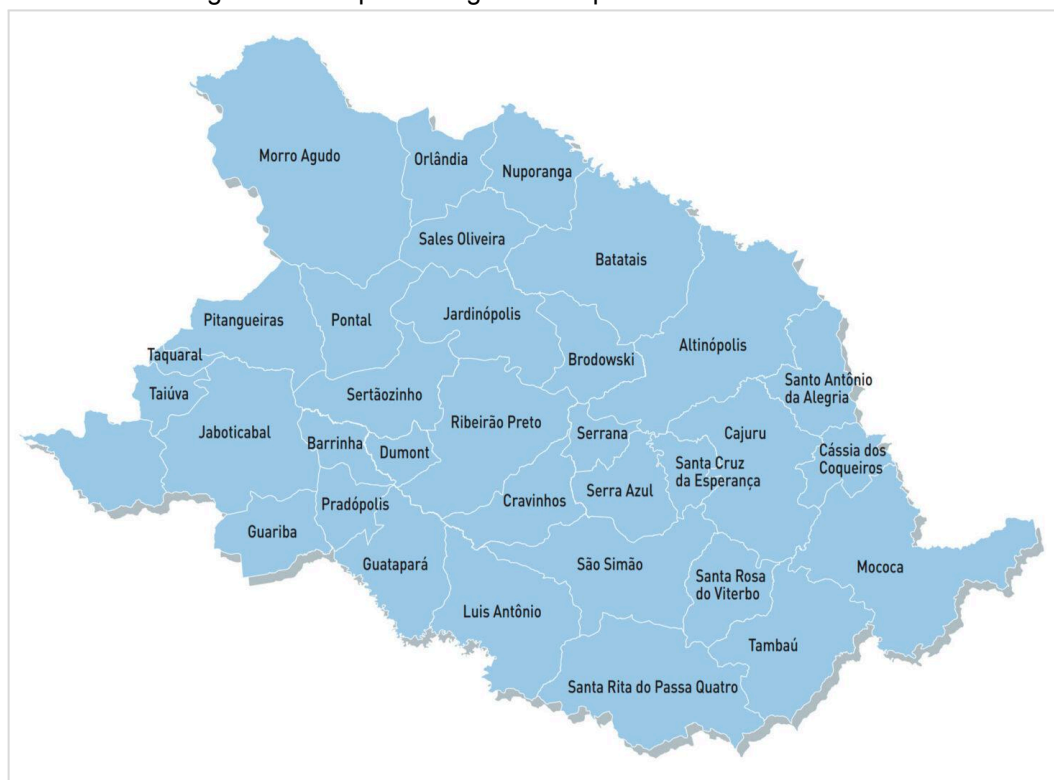 Morro Agudo
Orlândia
Nuporanga
Sales Oliveira
Batatais
Pitangueiras
Pontal
Jardinópolis
Brodowski
Altinópolis
Taquaral
Taiúva
Sertãozinho
Santo Antônio
da Alegria
Jaboticabal
Barrinha
Dumont
Ribeirão Preto
Serrana
Cajuru
Cássia dos
Coqueiros
Santa Cruz
da Esperança
Serra Azul
Cravinhos
Pradópolis
Guariba
Guatapará
São Simão
Santa Rosa
do Viterbo
Mococa
Luis Antônio
Tambaú
Santa Rita do Passa Quatro